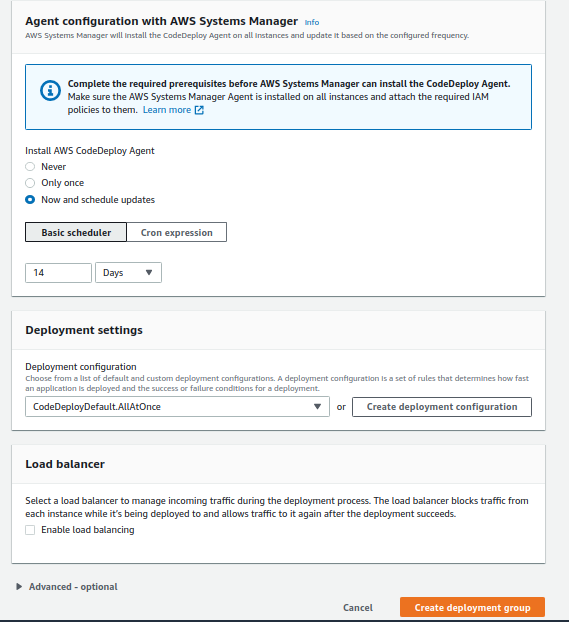 Agent configuration with AWS Systems Manager Info
AWS Systems Manager will install the CodeDeploy Agent on all instances and update it based on the configured frequency.
Complete the required prerequisites before AWS Systems Manager can install the CodeDeploy Agent.
Make sure the AWS Systems Manager Agent is installed on all instances and attach the required IAM
policies to them. Learn more
Install AWS CodeDeploy Agent
Never
Only once
Now and schedule updates
Basic scheduler Cron expression
14 Days
Deployment settings
Deployment configuration
Choose from a list of default and custom deployment configurations. A deployment configuration is a set of rules that determines how fast
an application is deployed and the success or failure conditions for a deployment.
CodeDeployDefault.AllAtOnce or Create deployment configuration
Load balancer
Select a load balancer to manage incoming traffic during the deployment process. The load balancer blocks traffic from
each instance while it's being deployed to and allows traffic to it again after the deployment succeeds.
Enable load balancing
Advanced - optional
Cancel Create deployment group